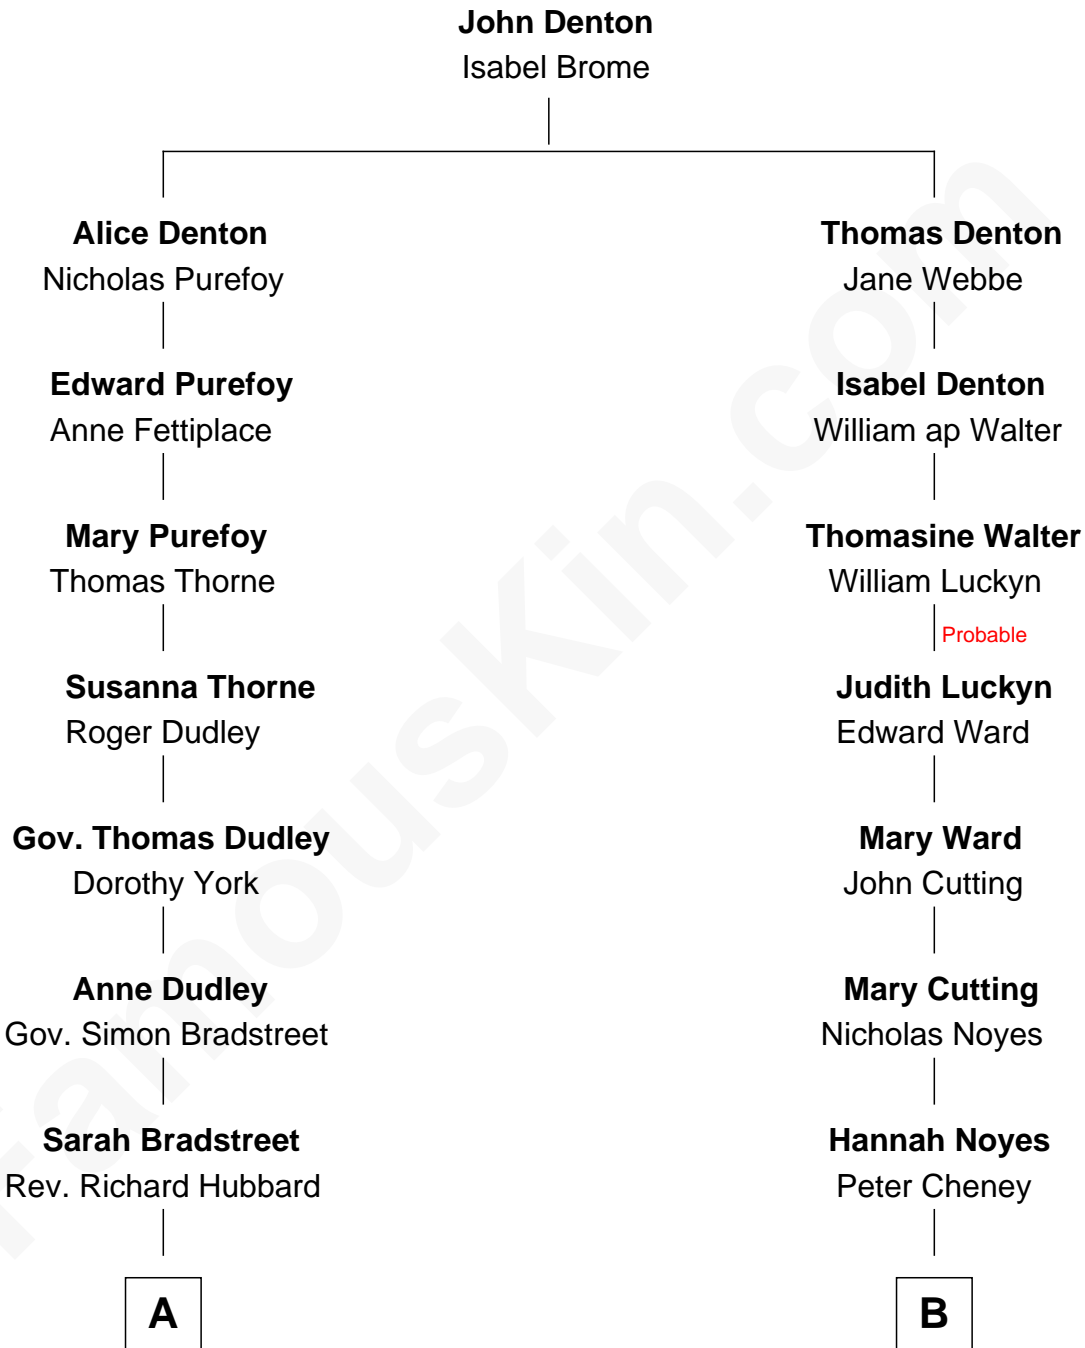 John Denton
Isabel Brome
Alice Denton
Nicholas Purefoy
Thomas Denton
Jane Webbe
Edward Purefoy
Anne Fettiplace
Isabel Denton
William ap Walter
Mary Purefoy
Thomas Thorne
Thomasine Walter
William Luckyn
Probable
Susanna Thorne
Roger Dudley
Judith Luckyn
Edward Ward
Gov. Thomas Dudley
Dorothy York
Mary Ward
John Cutting
Anne Dudley
Gov. Simon Bradstreet
Mary Cutting
Nicholas Noyes
Sarah Bradstreet
Rev. Richard Hubbard
Hannah Noyes
Peter Cheney
A
B
FamousKin.com